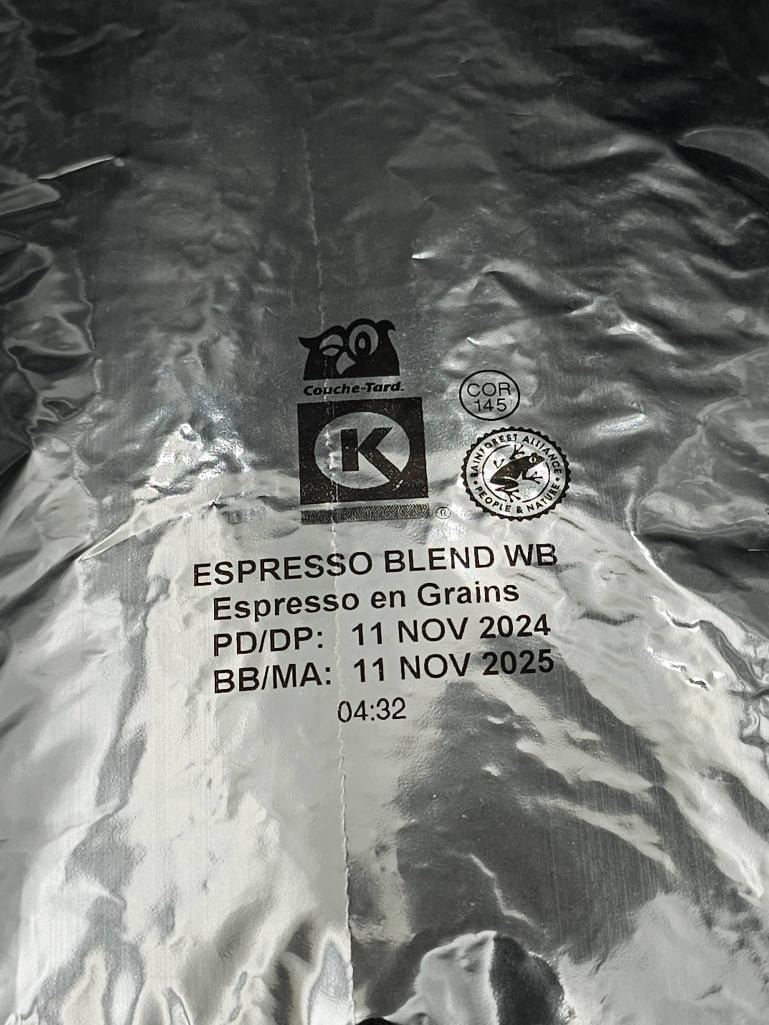 Couche-Tard.
COR
145
K
®
RAINFOREST ALLIANCE
PEOPLE & NATURE
ESPRESSO BLEND WB
Espresso en Grains
PD/DP: 11 NOV 2024
BB/MA: 11 NOV 2025
04:32